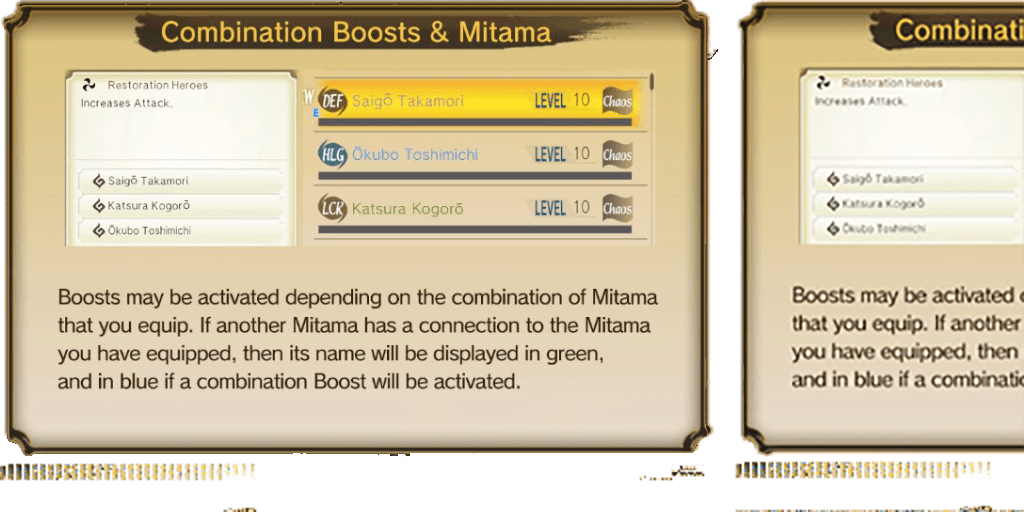 Combination Boosts & Mitama
Restoration Heroes
Increases Attack.
Saigō Takamori
Katsura Kogorō
Ōkubo Toshimichi
W
E
DEF Saigō Takamori LEVEL 10 Chaos
HLG Ōkubo Toshimichi LEVEL 10 Chaos
LCK Katsura Kogorō LEVEL 10 Chaos
Boosts may be activated depending on the combination of Mitama
that you equip. If another Mitama has a connection to the Mitama
you have equipped, then its name will be displayed in green,
and in blue if a combination Boost will be activated.
Combinati
Restoration Heroes
Increases Attack.
Saigō Takamori
Katsura Kogorō
Ōkubo Toshimichi
Boosts may be activated
that you equip. If another
you have equipped, then
and in blue if a combinati